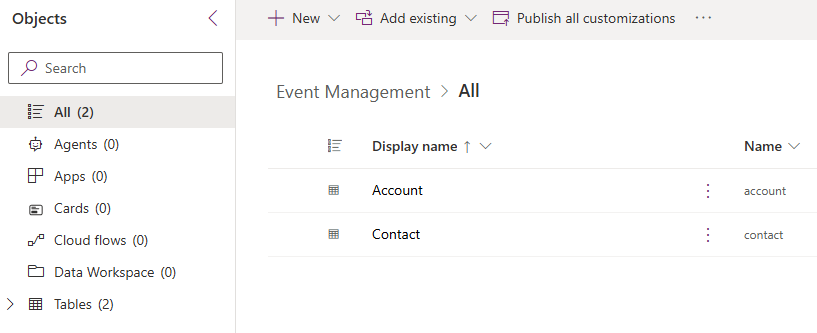 Objects
New
Add existing
Publish all customizations
Search
Event Management > All
All (2)
Agents (0)
Apps (0)
Cards (0)
Cloud flows (0)
Data Workspace (0)
Tables (2)
Display name ↑ Name
Account account
Contact contact